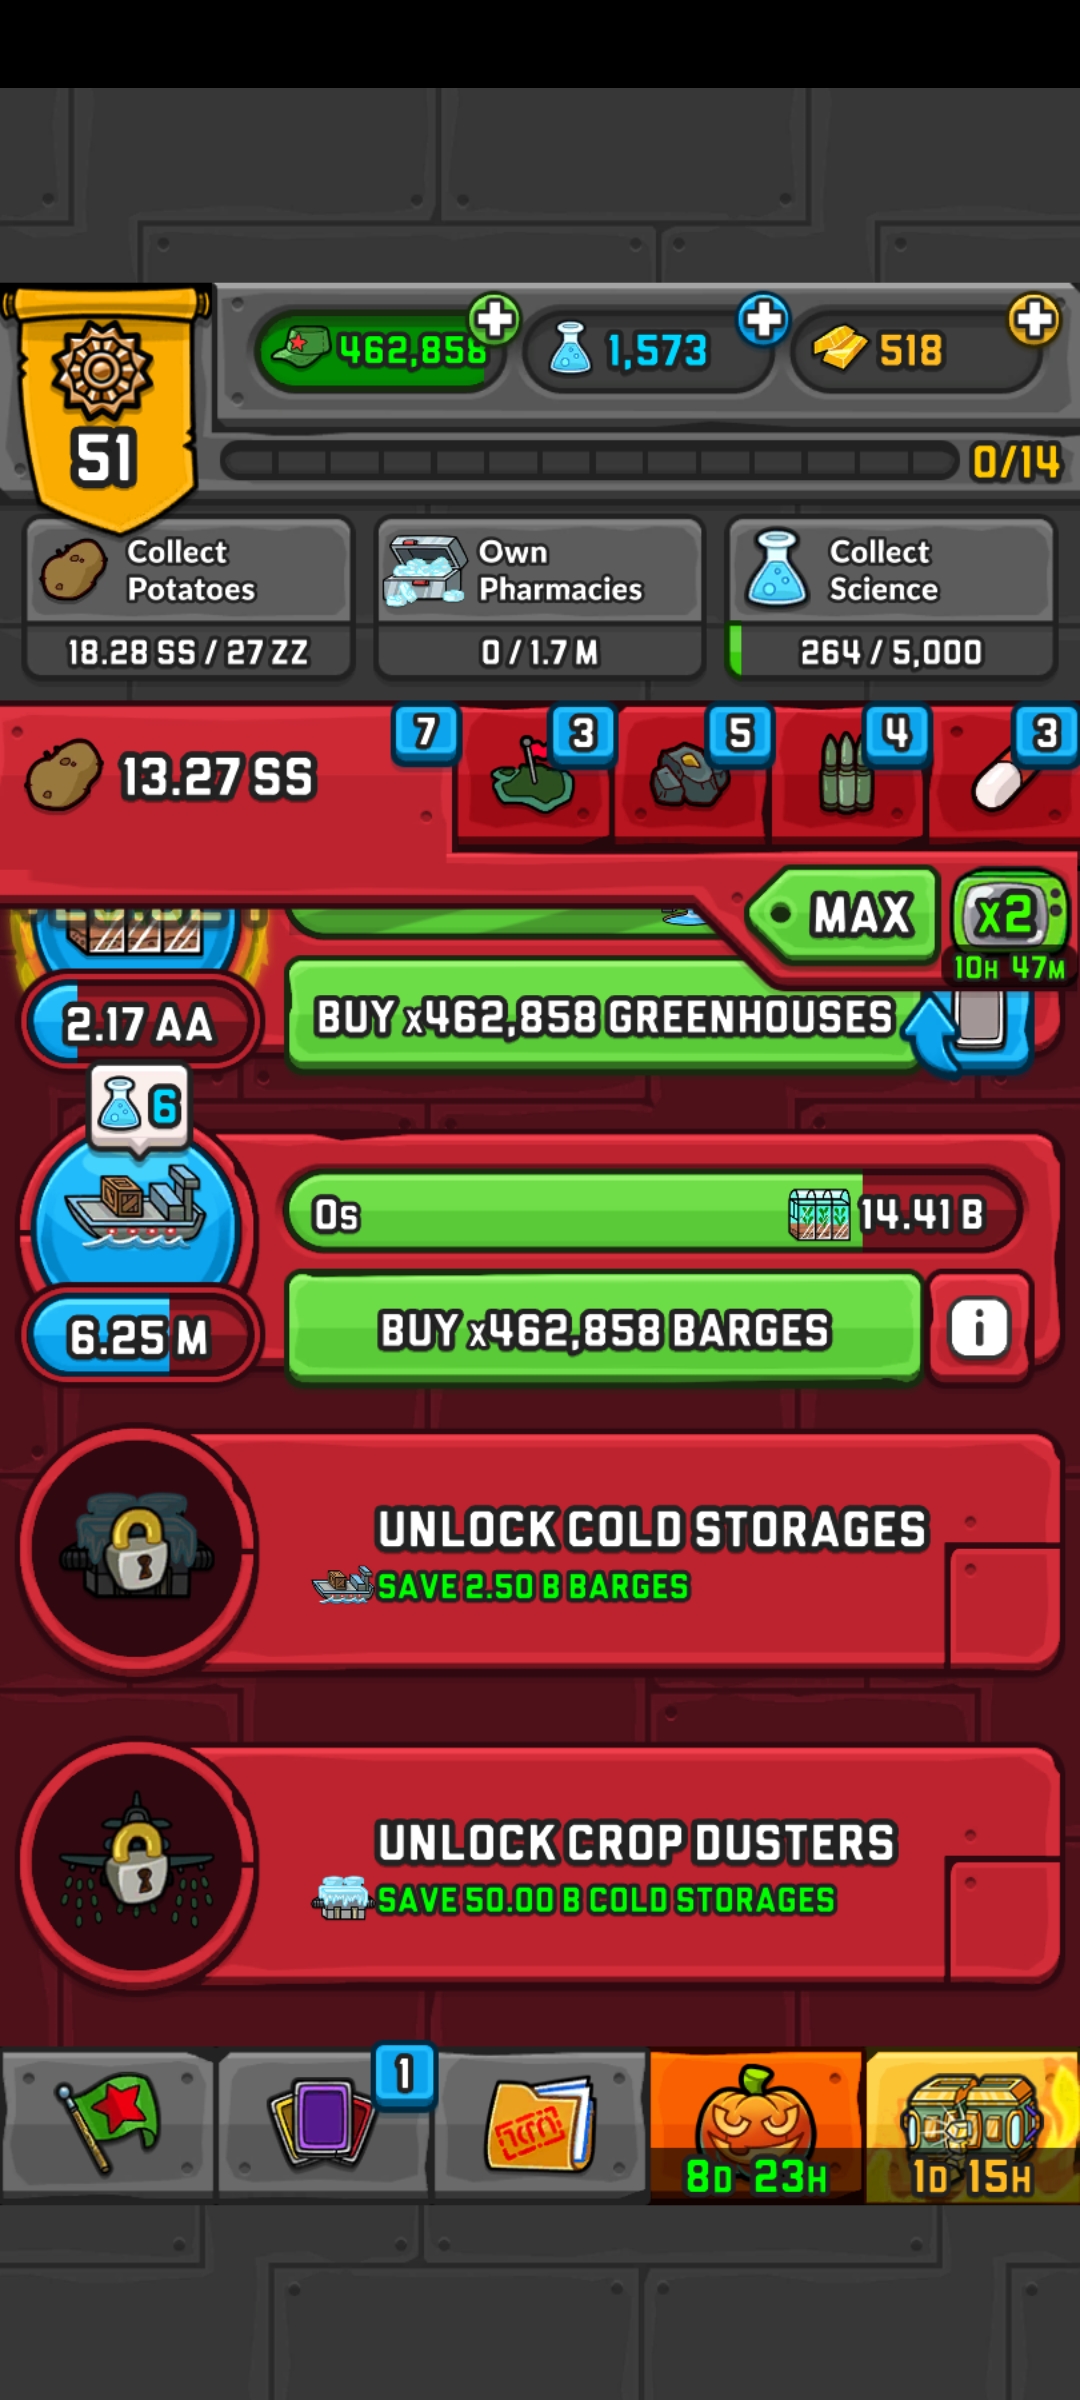 462,858
1,573
518
51
0/14
Collect Potatoes
18.28 SS / 27 ZZ
Own Pharmacies
0 / 1.7 M
Collect Science
264 / 5,000
13.27 SS
7
3
5
4
3
MAX
x2
10H 47M
2.17 AA
BUY x462,858 GREENHOUSES
6
0s
14.41 B
6.25 M
BUY x462,858 BARGES
i
UNLOCK COLD STORAGES
SAVE 2.50 B BARGES
UNLOCK CROP DUSTERS
SAVE 50.00 B COLD STORAGES
1
8D 23H
1D 15H